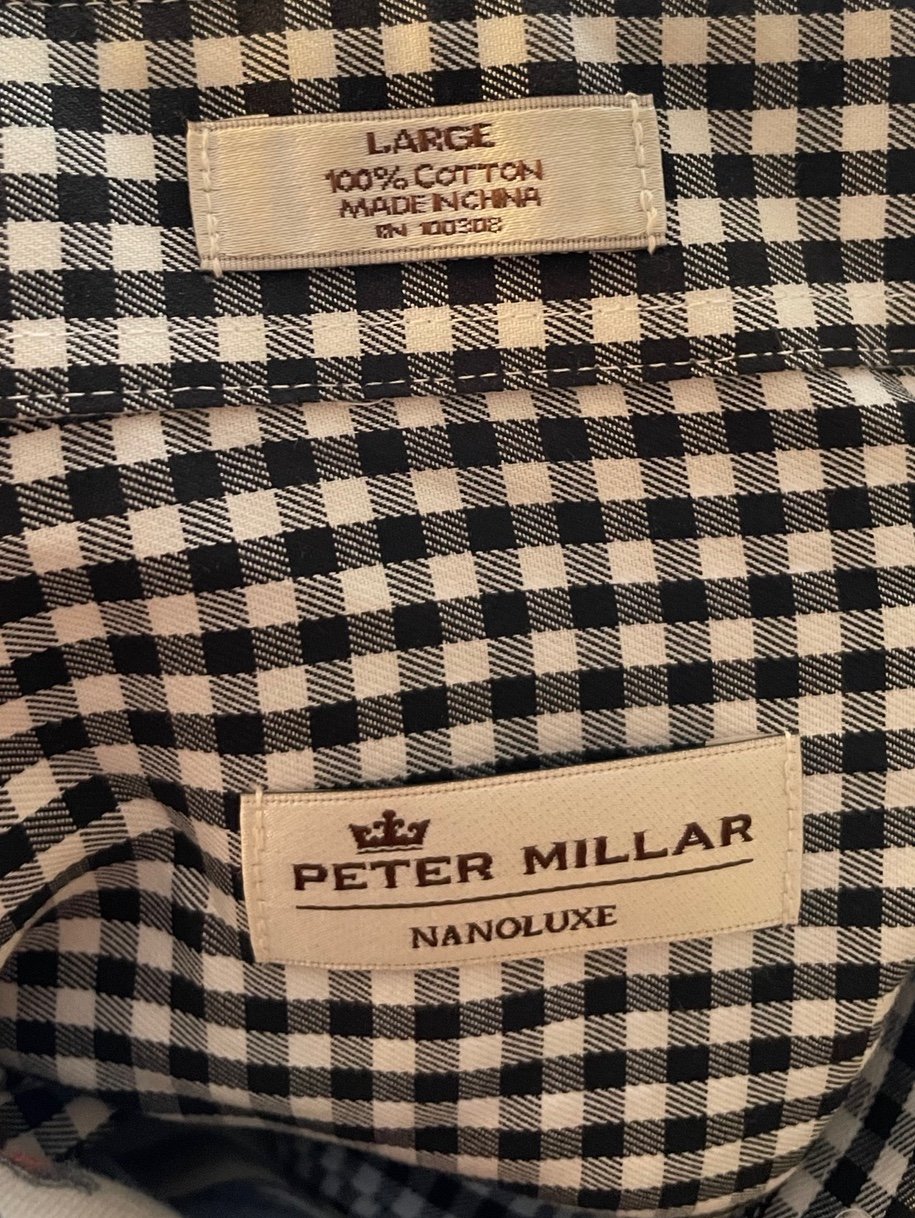 LARGE
100% COTTON
MADE IN CHINA
RN 100308
PETER MILLAR
NANOLUXE